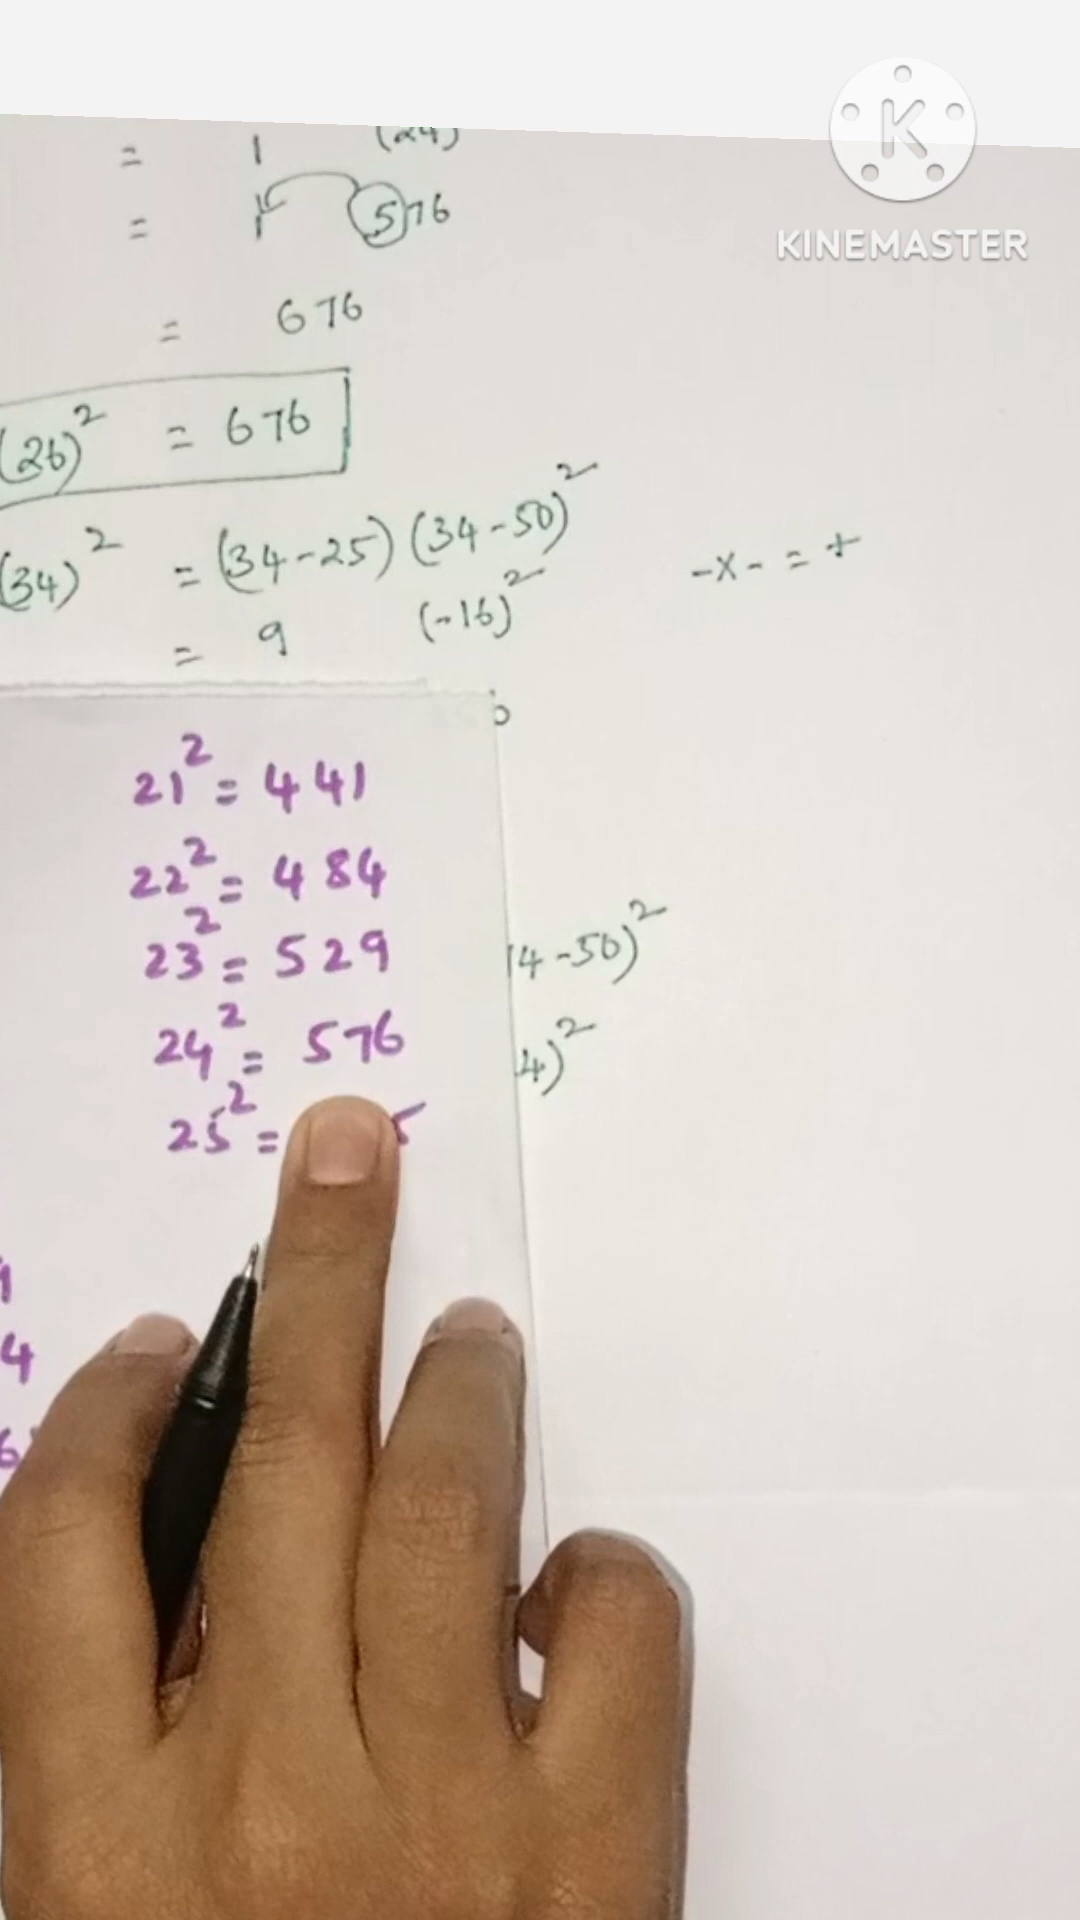 KINEMASTER
= 1 (24)
= 1 576
= 676
(26)² = 676
(34)² = (34-25) (34-50)²
-x- = +
= 9 (-16)²
21² = 441
22² = 484
23² = 529
24² = 576
25² =
4-50)²
4)²
4